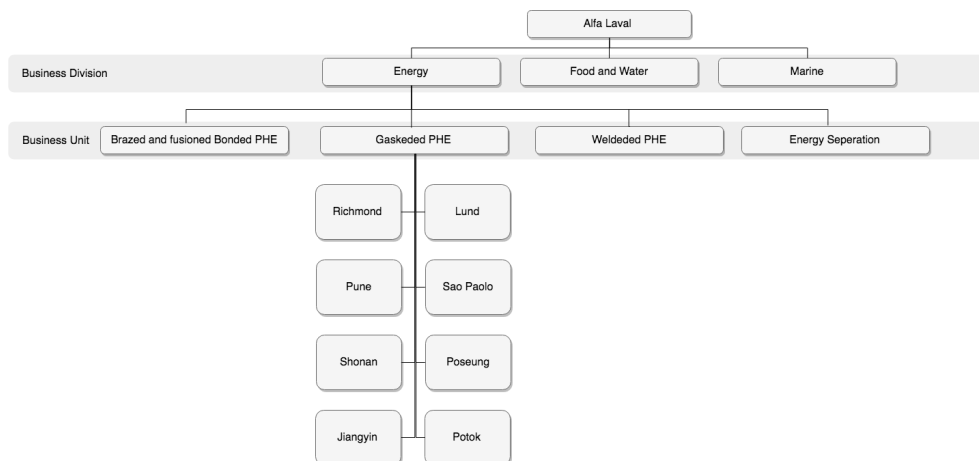 Alfa Laval
Business Division
Energy
Food and Water
Marine
Business Unit
Brazed and fusioned Bonded PHE
Gaskeded PHE
Weldeded PHE
Energy Seperation
Richmond
Lund
Pune
Sao Paolo
Shonan
Poseung
Jiangyin
Potok